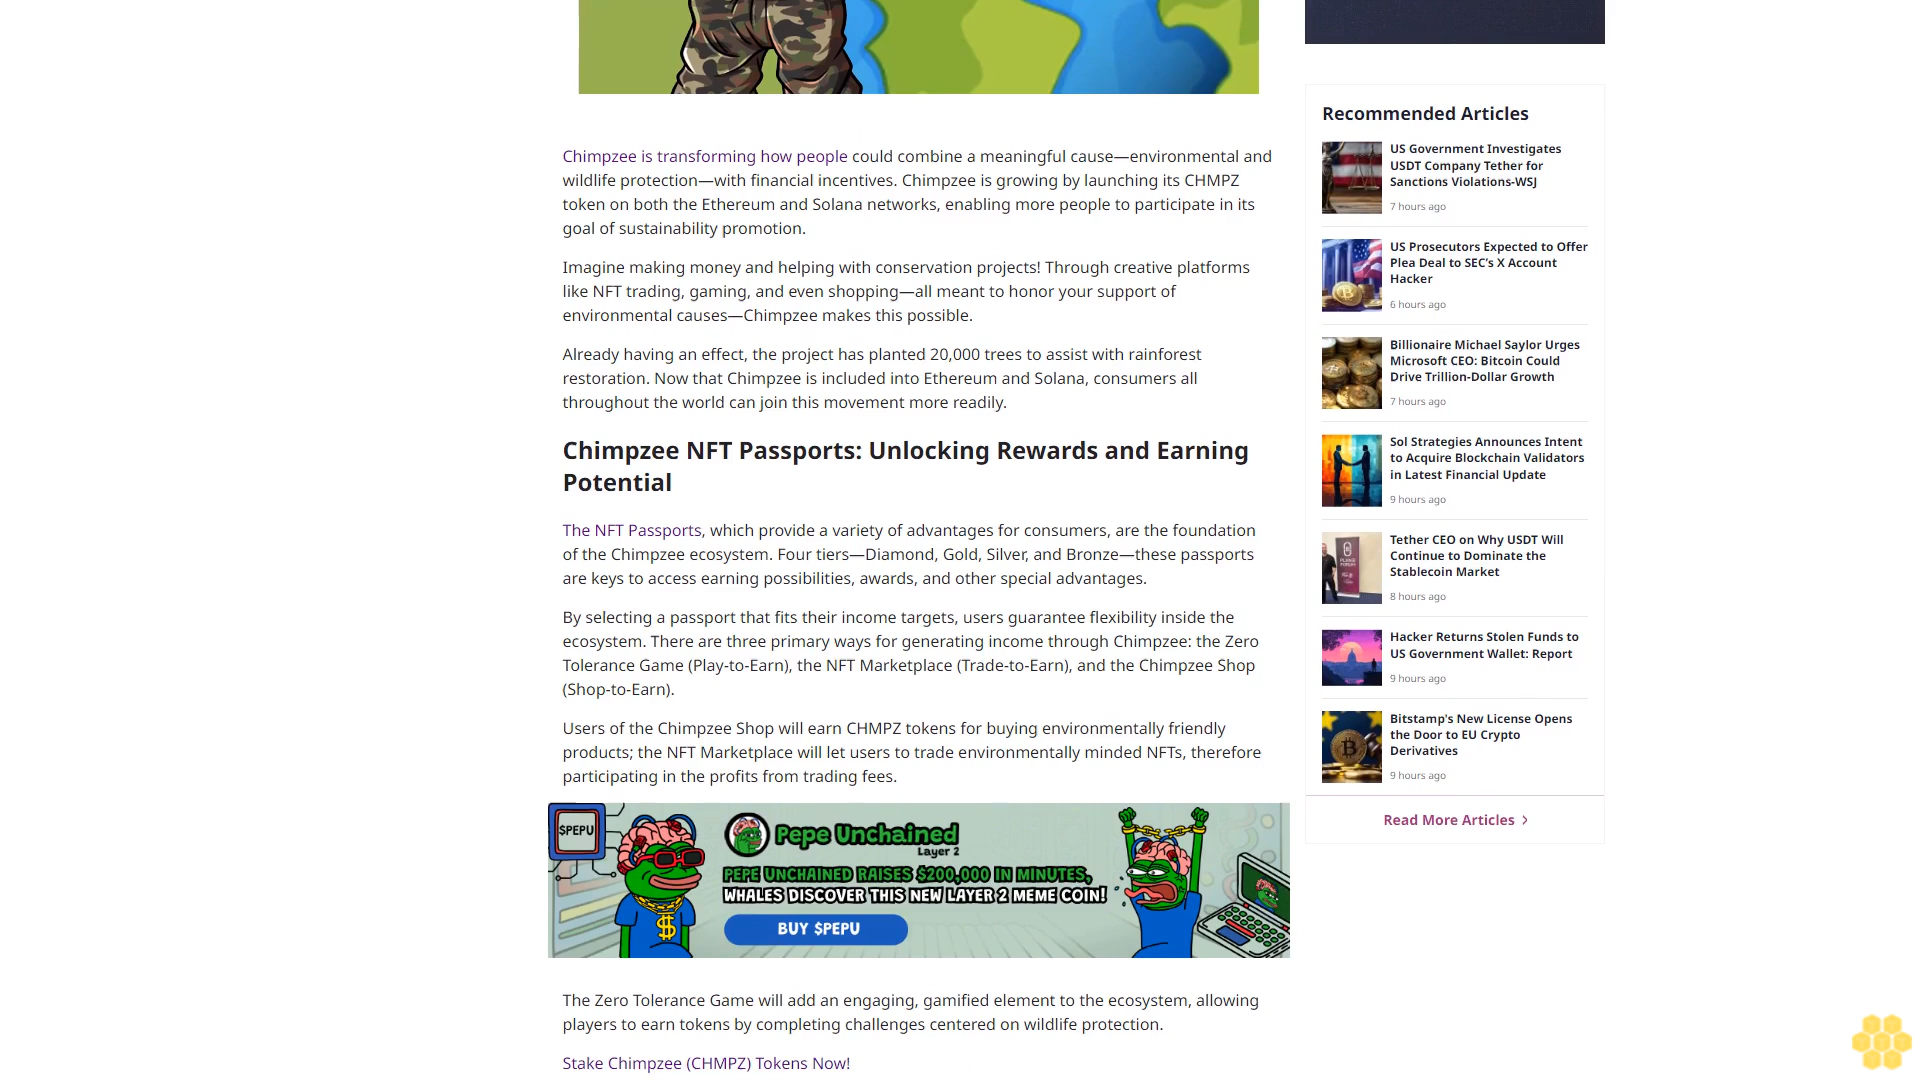 Chimpzee is transforming how people could combine a meaningful cause—environmental and
wildlife protection—with financial incentives. Chimpzee is growing by launching its CHMPZ
token on both the Ethereum and Solana networks, enabling more people to participate in its
goal of sustainability promotion.
Imagine making money and helping with conservation projects! Through creative platforms
like NFT trading, gaming, and even shopping—all meant to honor your support of
environmental causes—Chimpzee makes this possible.
Already having an effect, the project has planted 20,000 trees to assist with rainforest
restoration. Now that Chimpzee is included into Ethereum and Solana, consumers all
throughout the world can join this movement more readily.
Chimpzee NFT Passports: Unlocking Rewards and Earning
Potential
The NFT Passports, which provide a variety of advantages for consumers, are the foundation
of the Chimpzee ecosystem. Four tiers—Diamond, Gold, Silver, and Bronze—these passports
are keys to access earning possibilities, awards, and other special advantages.
By selecting a passport that fits their income targets, users guarantee flexibility inside the
ecosystem. There are three primary ways for generating income through Chimpzee: the Zero
Tolerance Game (Play-to-Earn), the NFT Marketplace (Trade-to-Earn), and the Chimpzee Shop
(Shop-to-Earn).
Users of the Chimpzee Shop will earn CHMPZ tokens for buying environmentally friendly
products; the NFT Marketplace will let users to trade environmentally minded NFTs, therefore
participating in the profits from trading fees.
$PEPU
Pepe Unchained
Layer 2
PEPE UNCHAINED RAISES $200,000 IN MINUTES,
WHALES DISCOVER THIS NEW LAYER 2 MEME COIN!
BUY $PEPU
The Zero Tolerance Game will add an engaging, gamified element to the ecosystem, allowing
players to earn tokens by completing challenges centered on wildlife protection.
Stake Chimpzee (CHMPZ) Tokens Now!
Recommended Articles
US Government Investigates
USDT Company Tether for
Sanctions Violations-WSJ
7 hours ago
US Prosecutors Expected to Offer
Plea Deal to SEC’s X Account
Hacker
6 hours ago
Billionaire Michael Saylor Urges
Microsoft CEO: Bitcoin Could
Drive Trillion-Dollar Growth
7 hours ago
Sol Strategies Announces Intent
to Acquire Blockchain Validators
in Latest Financial Update
9 hours ago
Tether CEO on Why USDT Will
Continue to Dominate the
Stablecoin Market
8 hours ago
Hacker Returns Stolen Funds to
US Government Wallet: Report
9 hours ago
Bitstamp's New License Opens
the Door to EU Crypto
Derivatives
9 hours ago
Read More Articles